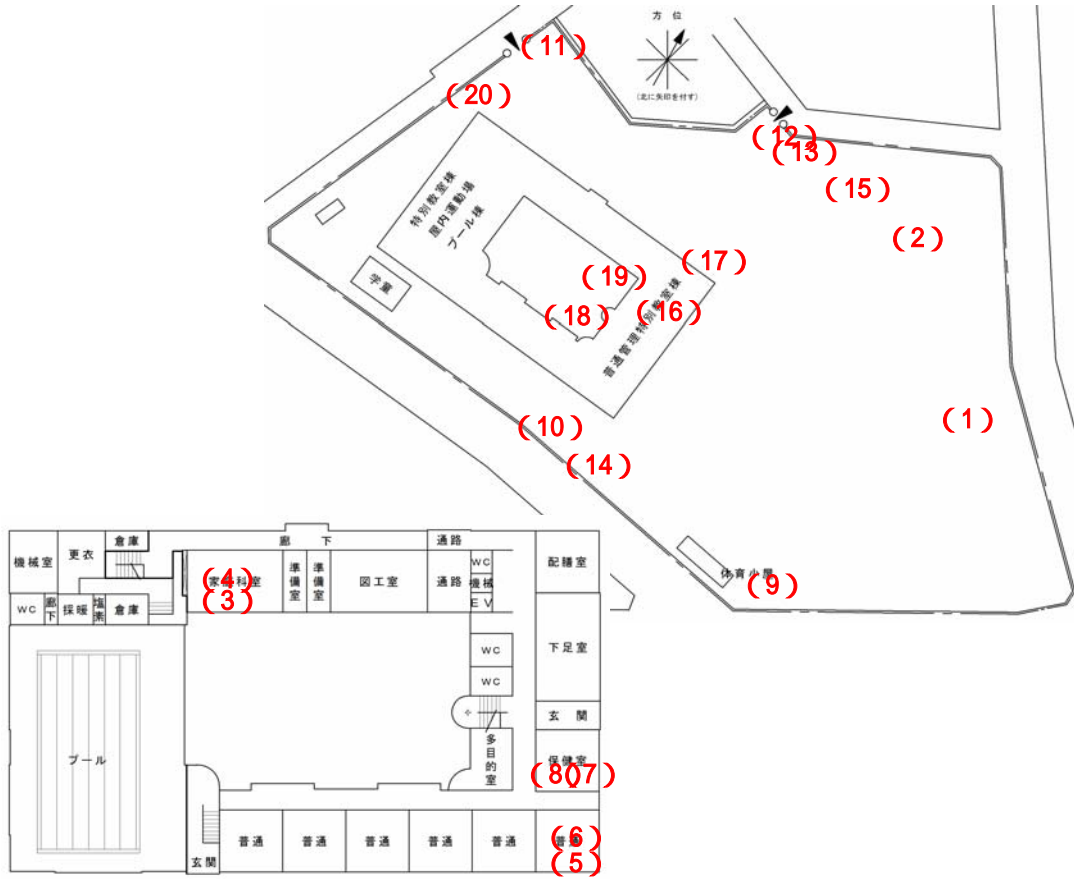 方 位
(北に矢印を付す)
(11)
(20)
(12)
(13)
(15)
(2)
特別教室棟
屋内運動場
プール棟
(17)
(19)
学童
(16)
(18)
普通管理特別教室棟
(1)
(10)
(14)
体育小屋
(9)
機械室
更衣
倉庫
廊 下
通路
WC
配膳室
(4)
家庭科室
(3)
準備室
準備室
図工室
通路
機械
EV
WC
廊下
採暖
塩素
倉庫
WC
下足室
WC
玄 関
プール
多目的室
保健室
(8)
(7)
普通
普通
普通
普通
普通
(6)
普通
(5)
玄関